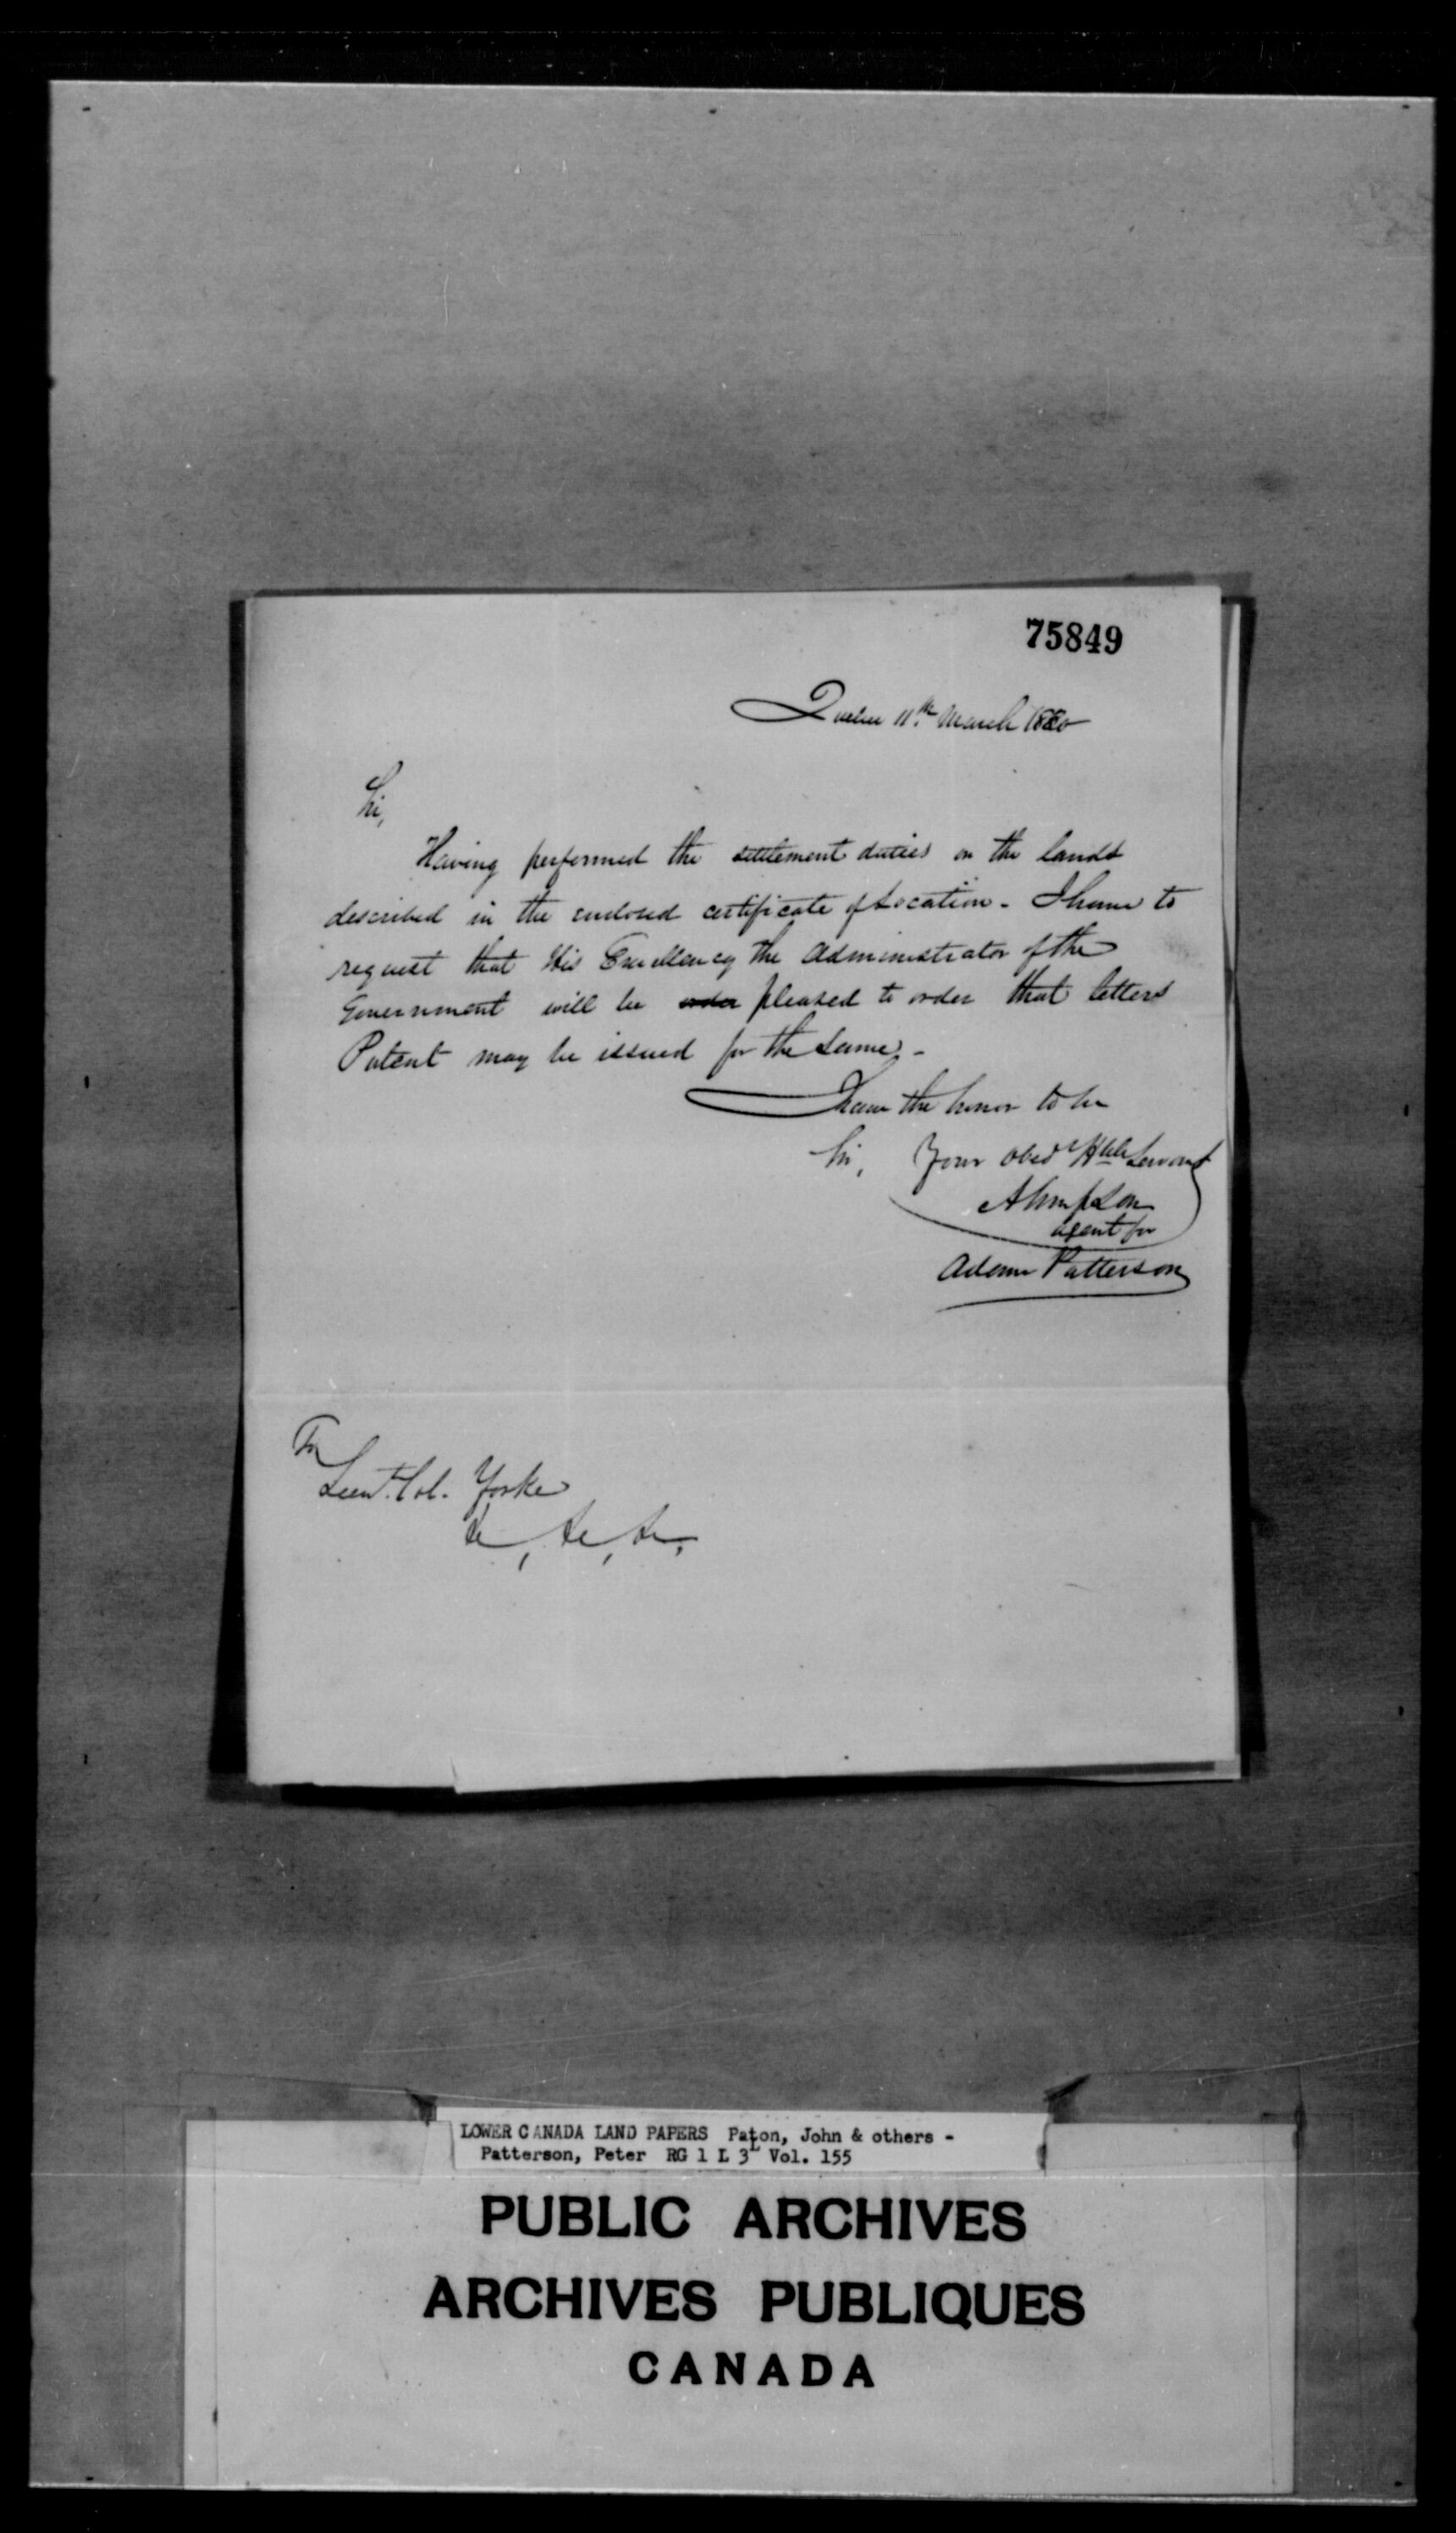 75849
Quebec 11th March 1830
Sir,
Having performed the settlement duties on the lands
described in the enclosed certificate of Location - I have to
request that His Excellency The Administrator of the
Government will be order pleased to order that letters
Patent may be issued for the same. -
I have the honor to be
Sir, Your obed Hble Servant
ASimpson
agent for
Adam Patterson
To
Lieut. Col. Yorke
&c, &c, &c,
LOWER CANADA LAND PAPERS Paton, John & others -
Patterson, Peter RG 1 L 3L Vol. 155
PUBLIC ARCHIVES
ARCHIVES PUBLIQUES
CANADA